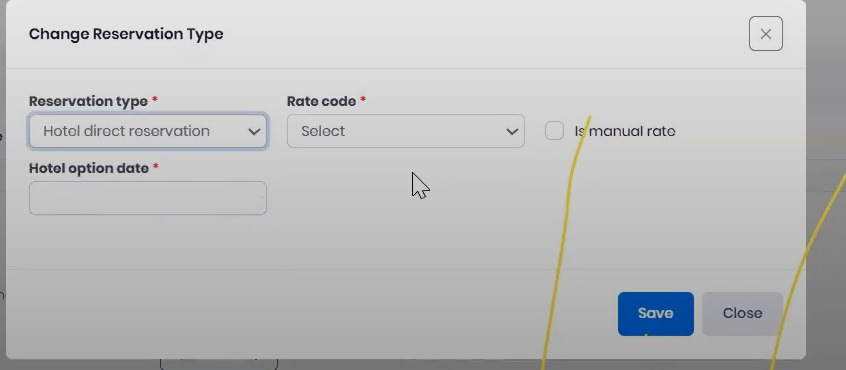 Change Reservation Type
Reservation type * Rate code *
Hotel direct reservation Select Is manual rate
Hotel option date *
Save Close